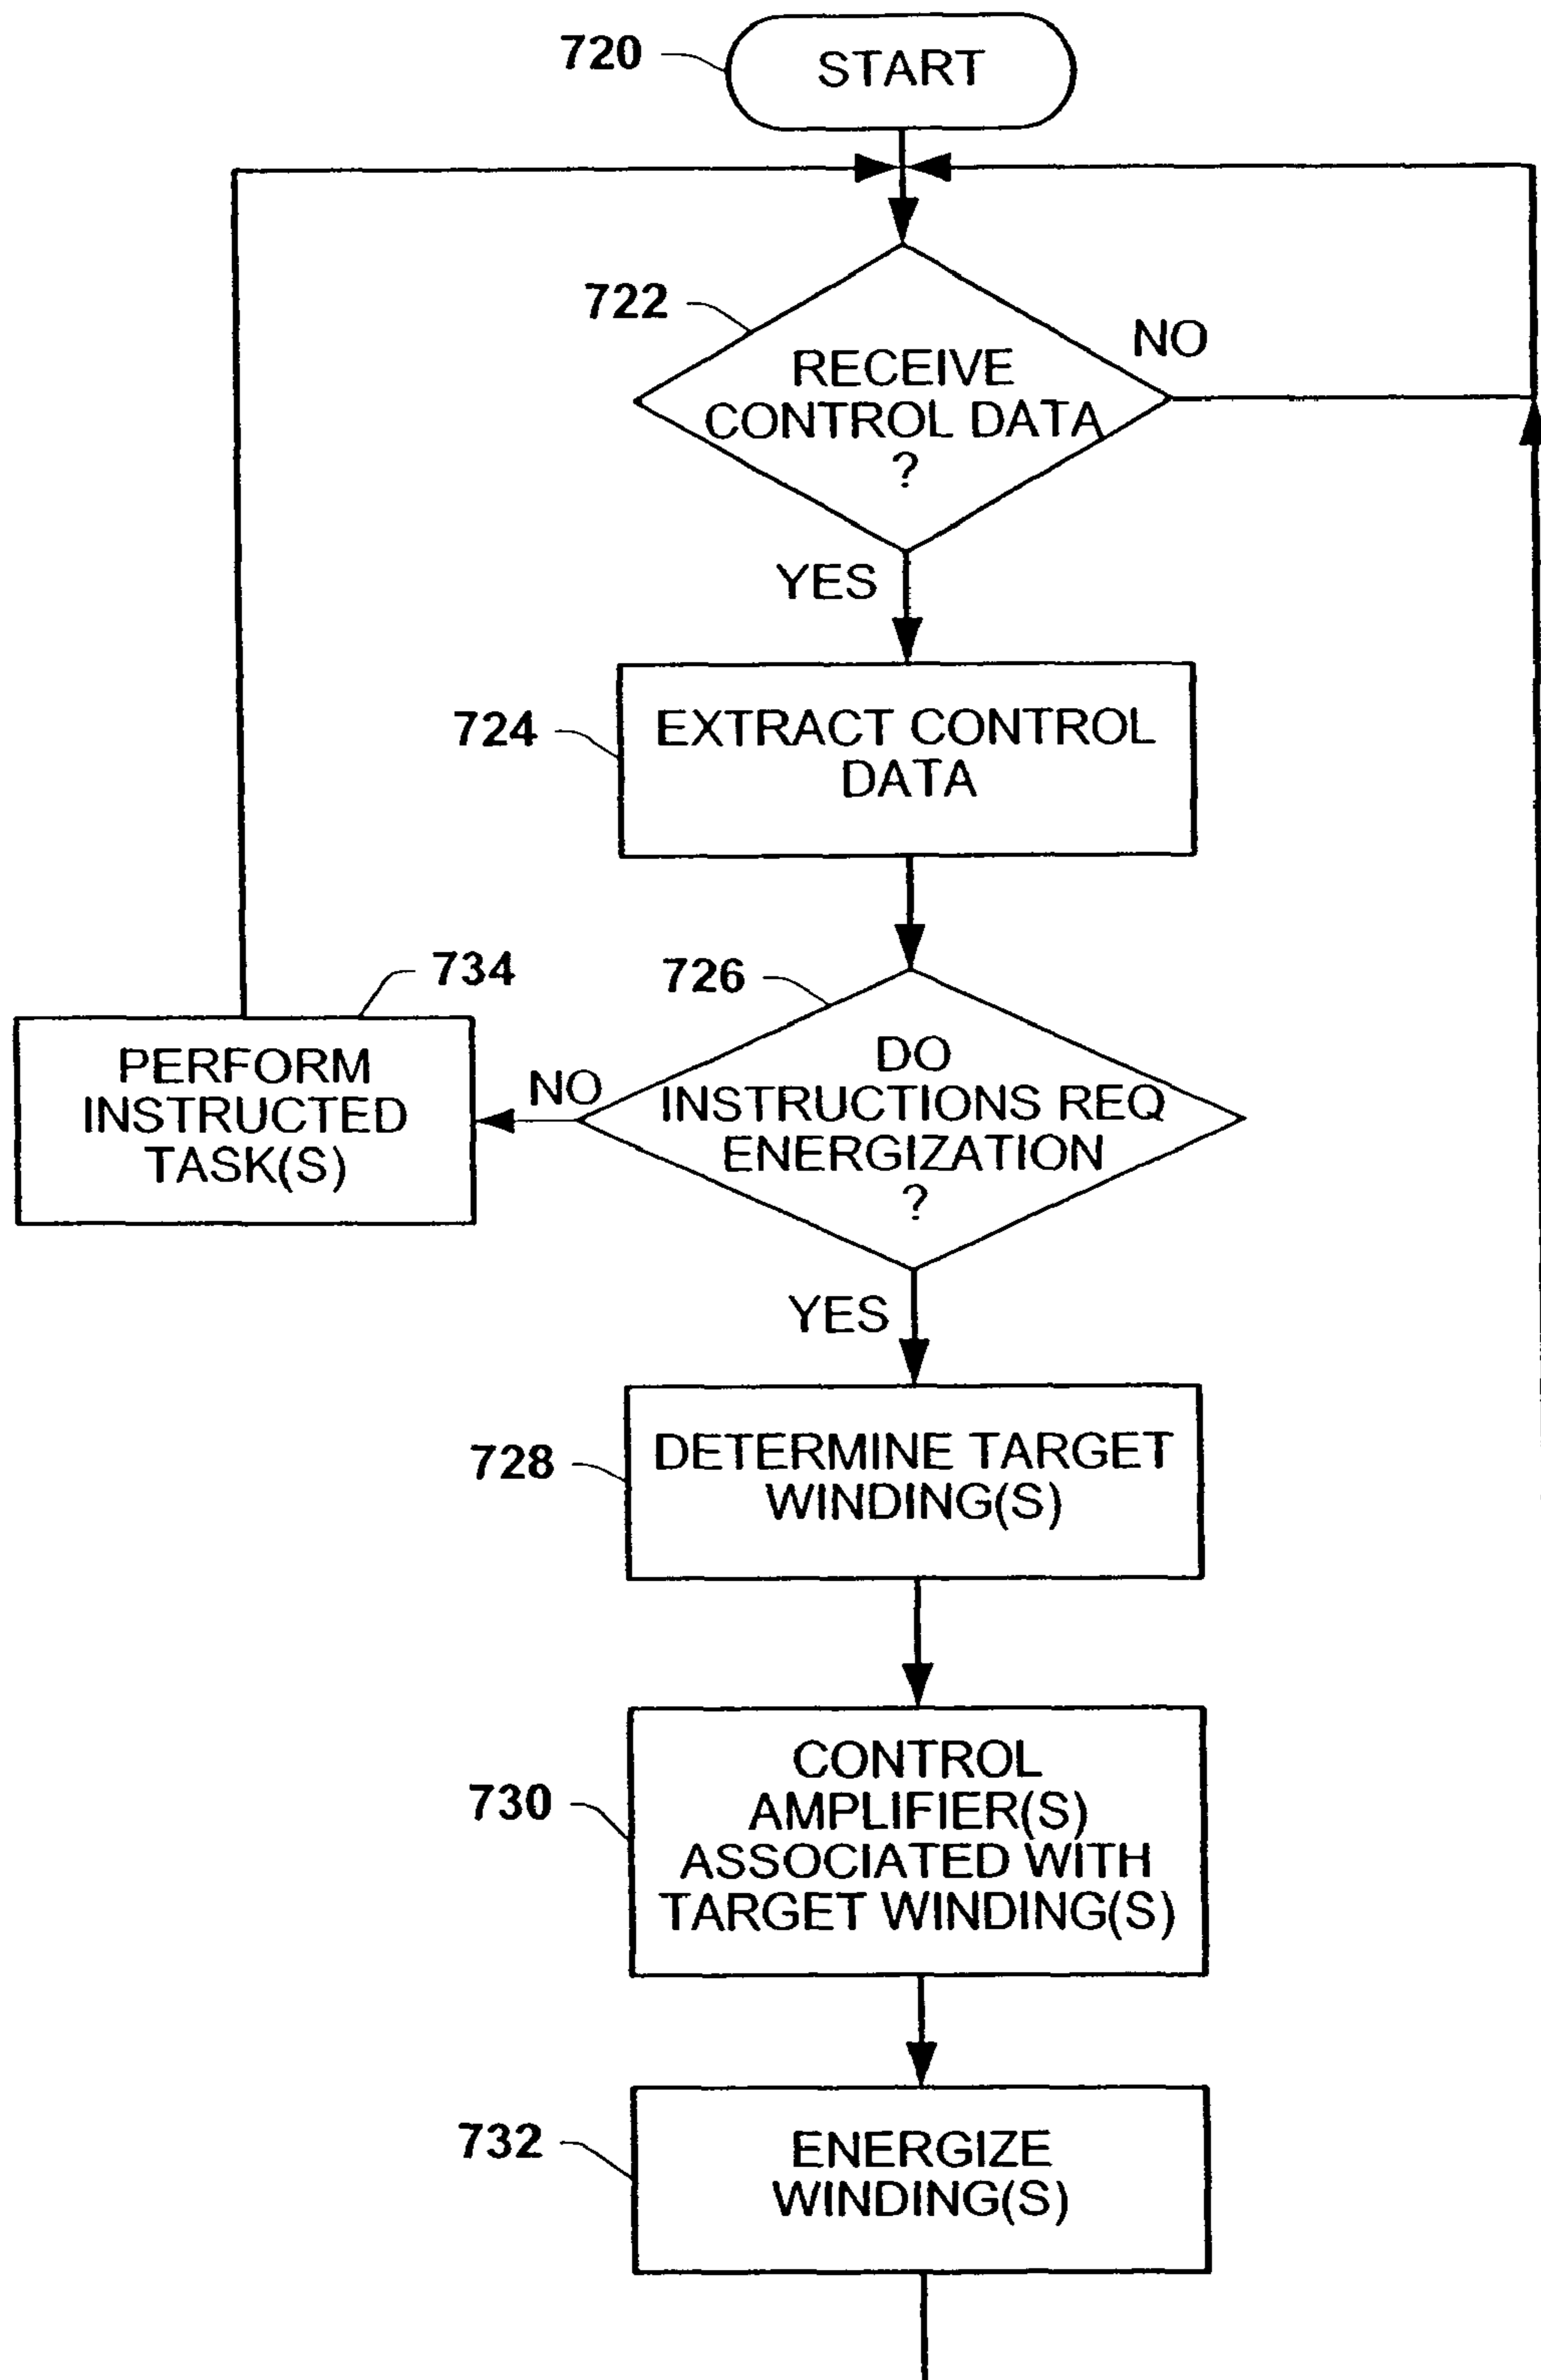 720
START
722
RECEIVE
CONTROL DATA
?
NO
YES
724
EXTRACT CONTROL
DATA
726
DO
INSTRUCTIONS REQ
ENERGIZATION
?
NO
734
PERFORM
INSTRUCTED
TASK(S)
YES
728
DETERMINE TARGET
WINDING(S)
730
CONTROL
AMPLIFIER(S)
ASSOCIATED WITH
TARGET WINDING(S)
732
ENERGIZE
WINDING(S)